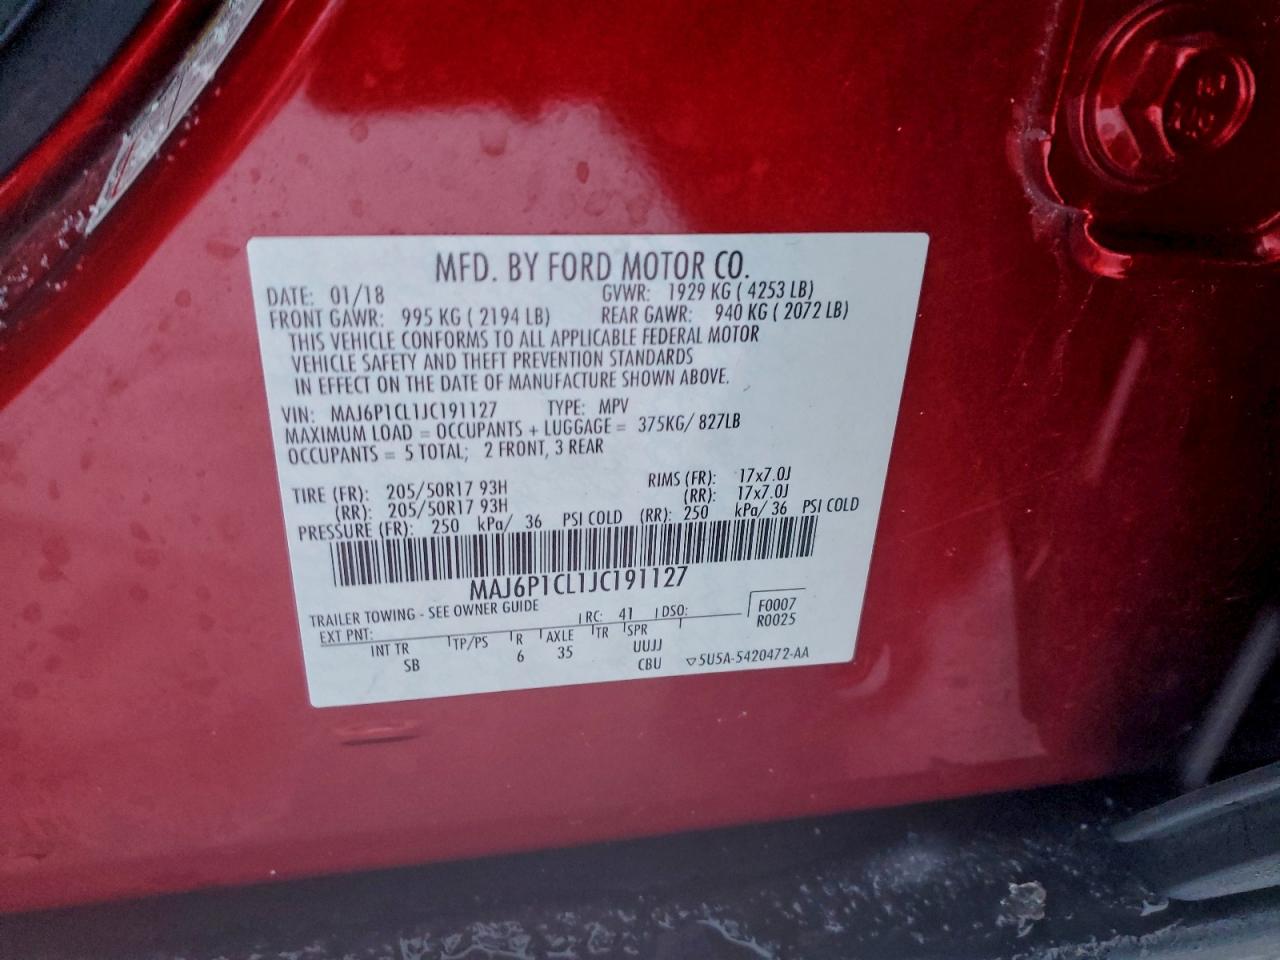 MFD. BY FORD MOTOR CO.
DATE: 01/18 GVWR: 1929 KG ( 4253 LB)
FRONT GAWR: 995 KG ( 2194 LB) REAR GAWR: 940 KG ( 2072 LB)
THIS VEHICLE CONFORMS TO ALL APPLICABLE FEDERAL MOTOR
VEHICLE SAFETY AND THEFT PREVENTION STANDARDS
IN EFFECT ON THE DATE OF MANUFACTURE SHOWN ABOVE.
VIN: MAJ6P1CL1JC191127 TYPE: MPV
MAXIMUM LOAD = OCCUPANTS + LUGGAGE = 375KG/ 827LB
OCCUPANTS = 5 TOTAL; 2 FRONT, 3 REAR
TIRE (FR): 205/50R17 93H RIMS (FR): 17x7.0J
(RR): 205/50R17 93H (RR): 17x7.0J
PRESSURE (FR): 250 kPa/ 36 PSI COLD (RR): 250 kPa/ 36 PSI COLD
MAJ6P1CL1JC191127
TRAILER TOWING - SEE OWNER GUIDE
EXT PNT: RC: 41 DSO: F0007
R0025
INT TR TP/PS R AXLE TR SPR
SB 6 35 UUJJ
CBU ▽5U5A-5420472-AA